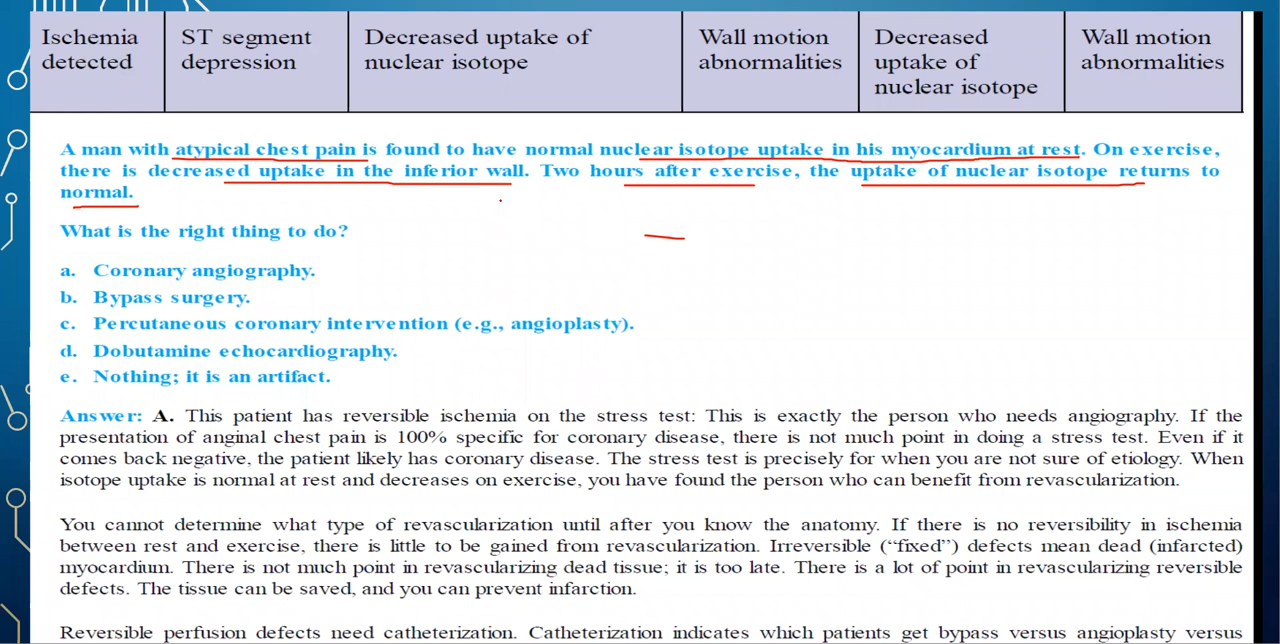 Ischemia detected
ST segment depression
Decreased uptake of nuclear isotope
Wall motion abnormalities
Decreased uptake of nuclear isotope
Wall motion abnormalities
A man with atypical chest pain is found to have normal nuclear isotope uptake in his myocardium at rest. On exercise,
there is decreased uptake in the inferior wall. Two hours after exercise, the uptake of nuclear isotope returns to
normal.
What is the right thing to do?
a. Coronary angiography.
b. Bypass surgery.
c. Percutaneous coronary intervention (e.g., angioplasty).
d. Dobutamine echocardiography.
e. Nothing; it is an artifact.
Answer: A. This patient has reversible ischemia on the stress test: This is exactly the person who needs angiography. If the
presentation of anginal chest pain is 100% specific for coronary disease, there is not much point in doing a stress test. Even if it
comes back negative, the patient likely has coronary disease. The stress test is precisely for when you are not sure of etiology. When
isotope uptake is normal at rest and decreases on exercise, you have found the person who can benefit from revascularization.
You cannot determine what type of revascularization until after you know the anatomy. If there is no reversibility in ischemia
between rest and exercise, there is little to be gained from revascularization. Irreversible (“fixed”) defects mean dead (infarcted)
myocardium. There is not much point in revascularizing dead tissue; it is too late. There is a lot of point in revascularizing reversible
defects. The tissue can be saved, and you can prevent infarction.
Reversible perfusion defects need catheterization. Catheterization indicates which patients get bypass versus angioplasty versus